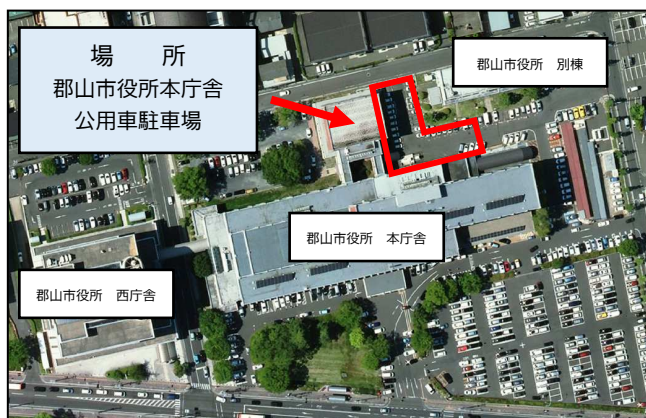 場　　所
郡山市役所本庁舎
公用車駐車場
郡山市役所　別棟
郡山市役所　本庁舎
郡山市役所　西庁舎